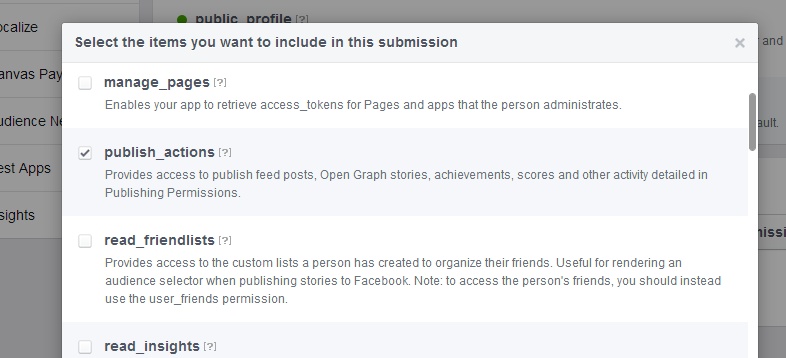 public_profile [?]
ocalize
Select the items you want to include in this submission
×
and
anvas Pay
manage_pages [?]
Enables your app to retrieve access_tokens for Pages and apps that the person administrates.
udience Ne
ault.
publish_actions [?]
Provides access to publish feed posts, Open Graph stories, achievements, scores and other activity detailed in
Publishing Permissions.
est Apps
sights
read_friendlists [?]
missi
Provides access to the custom lists a person has created to organize their friends. Useful for rendering an
audience selector when publishing stories to Facebook. Note: to access the person's friends, you should instead
use the user_friends permission.
read_insights [?]